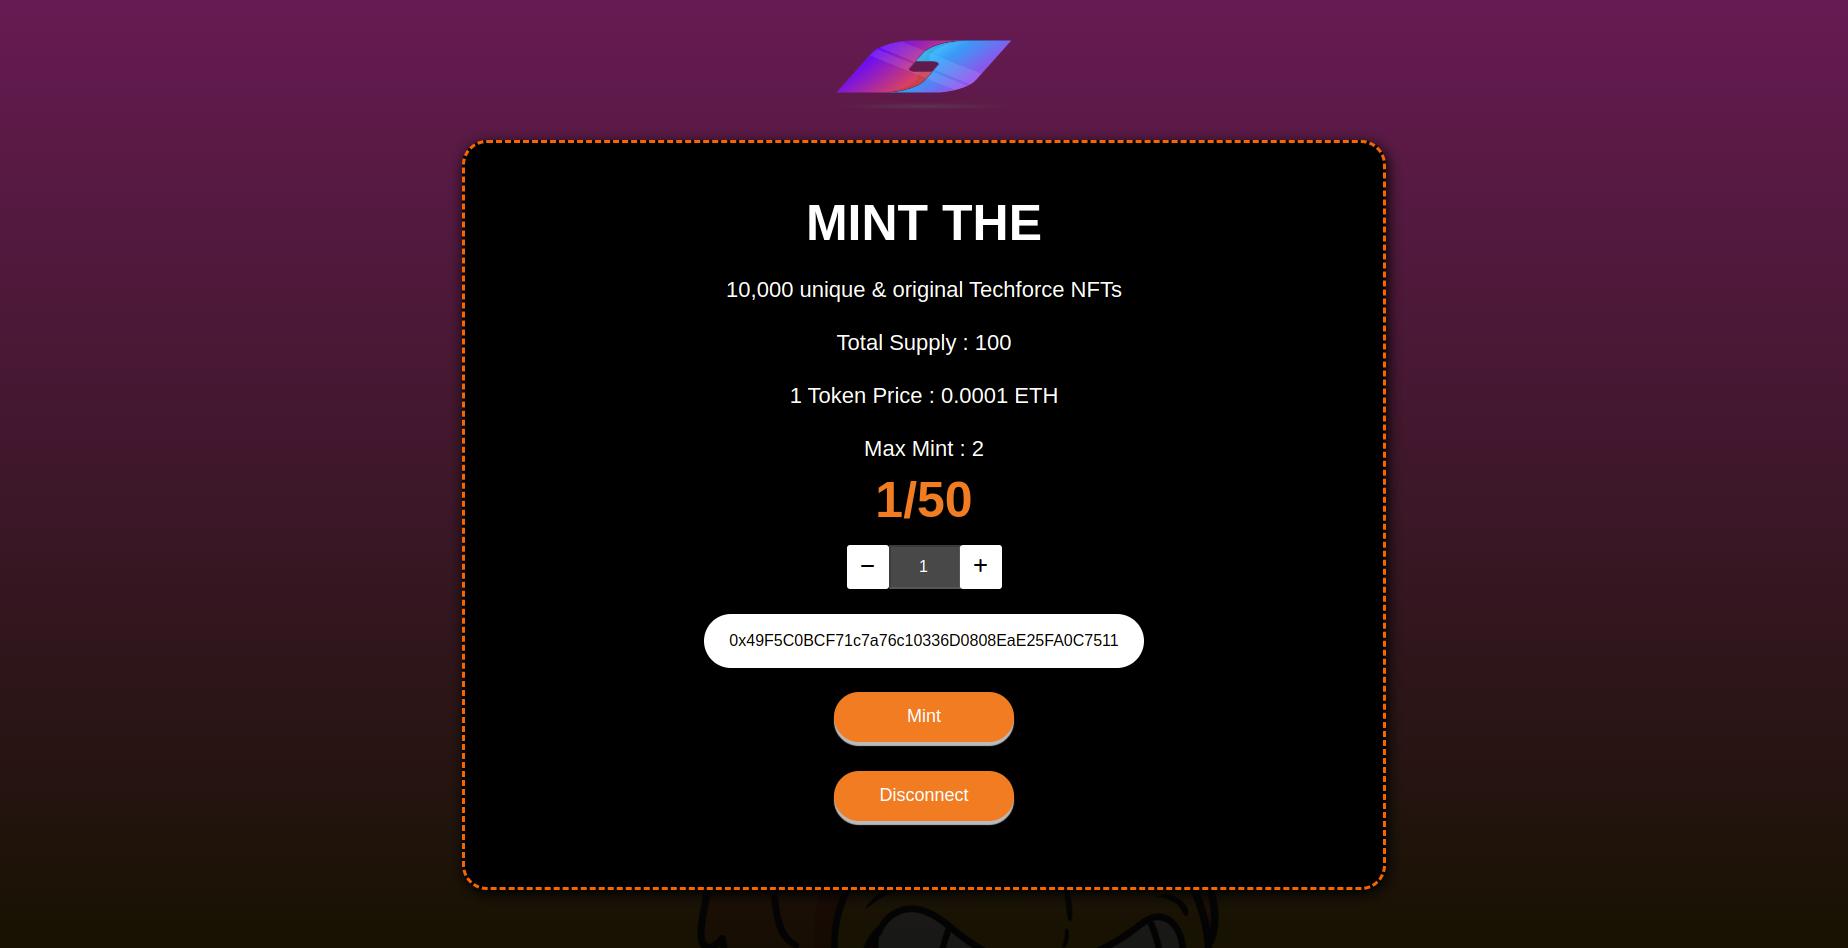 MINT THE
10,000 unique & original Techforce NFTs
Total Supply : 100
1 Token Price : 0.0001 ETH
Max Mint : 2
1/50
− 1 +
0x49F5C0BCF71c7a76c10336D0808EaE25FA0C7511
Mint
Disconnect